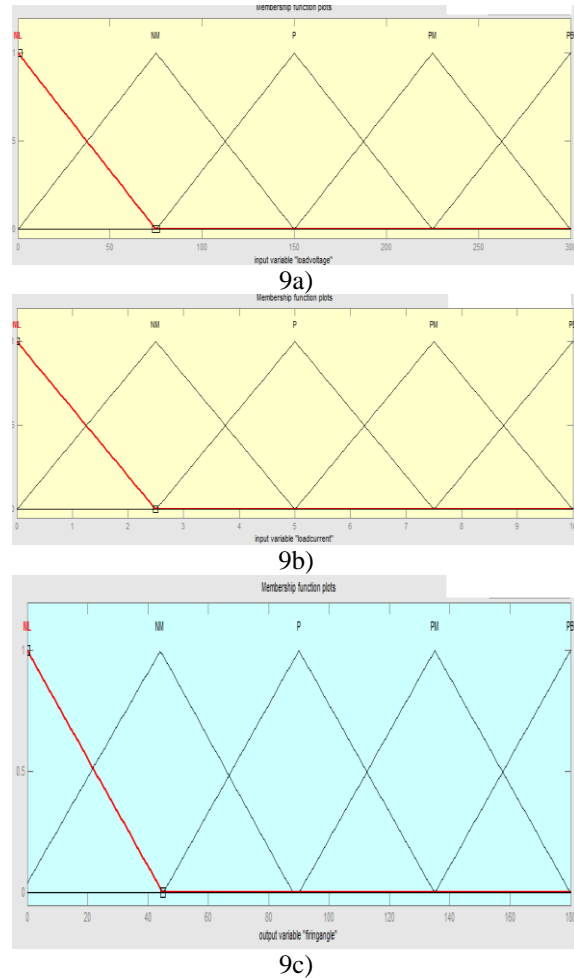 Membership function plots
NL NM P PM PB
1
0
0 50 100 150 200 250 300
input variable "loadvoltage"
9a)
Membership function plots
NL NM P PM PB
1
0 1 2 3 4 5 6 7 8 9 10
input variable "loadcurrent"
9b)
Membership function plots
NL NM P PM PB
1
0.5
0
0 20 40 60 80 100 120 140 160 180
output variable "firingangle"
9c)